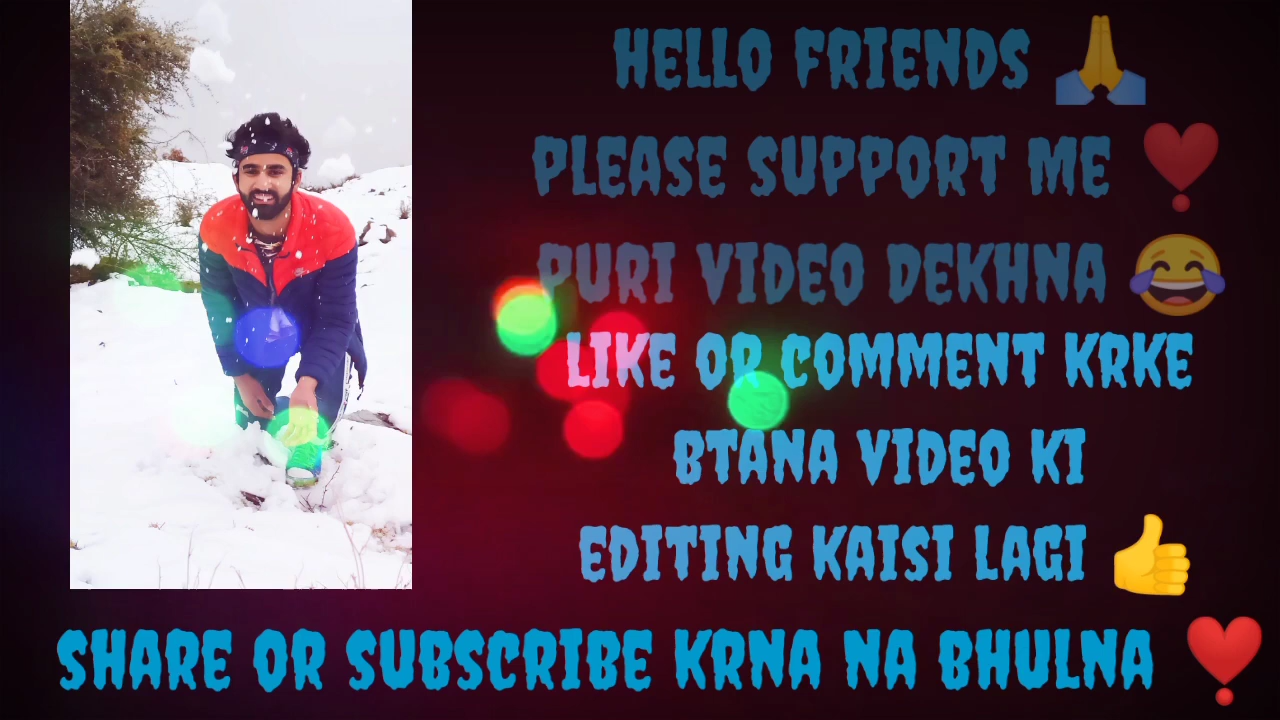 HELLO FRIENDS 🙏
PLEASE SUPPORT ME ❣️
PURI VIDEO DEKHNA 😂
LIKE OR COMMENT KRKE
BTANA VIDEO KI
EDITING KAISI LAGI 👍
SHARE OR SUBSCRIBE KRNA NA BHULNA ❣️